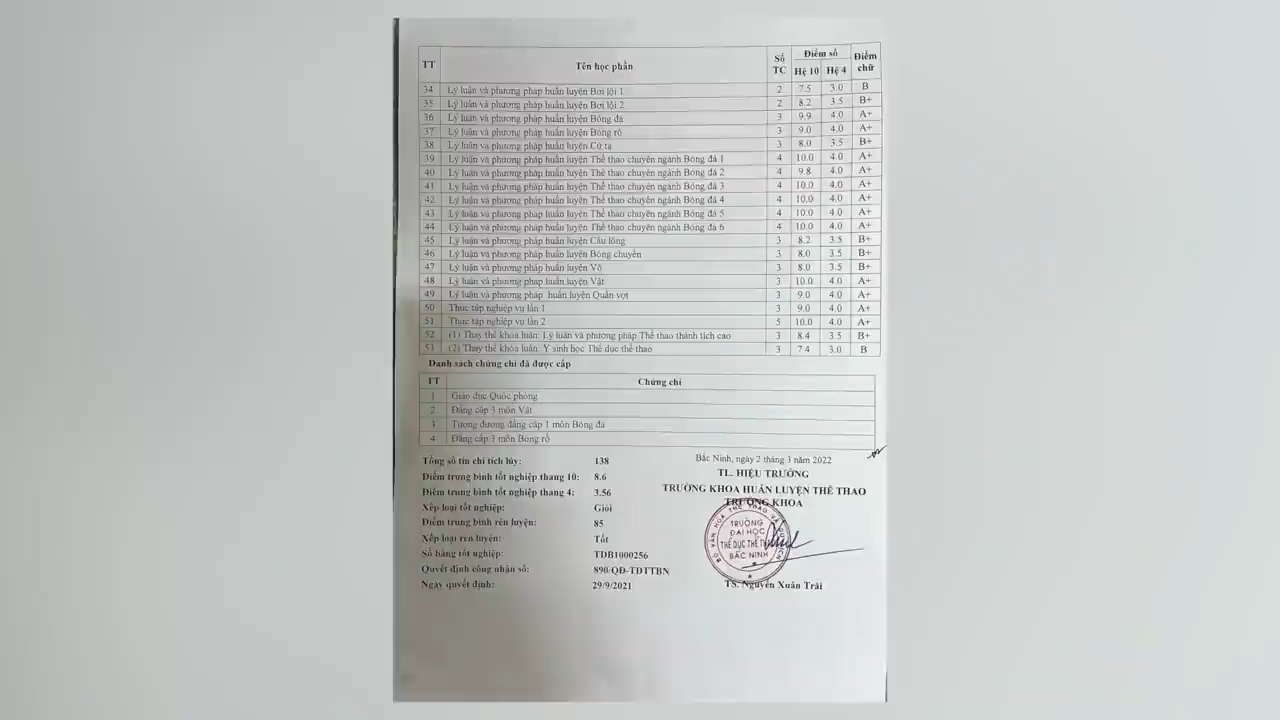 TT Tên học phần Số TC Điểm số Hệ 10 Hệ 4 Điểm chữ
34 Lý luận và phương pháp huấn luyện Bơi lội 1 2 7.5 3.0 B
35 Lý luận và phương pháp huấn luyện Bơi lội 2 2 8.2 3.5 B+
36 Lý luận và phương pháp huấn luyện Bóng đá 3 9.9 4.0 A+
37 Lý luận và phương pháp huấn luyện Bóng rổ 3 9.0 4.0 A+
38 Lý luận và phương pháp huấn luyện Cử tạ 3 8.0 3.5 B+
39 Lý luận và phương pháp huấn luyện Thể thao chuyên ngành Bóng đá 1 4 10.0 4.0 A+
40 Lý luận và phương pháp huấn luyện Thể thao chuyên ngành Bóng đá 2 4 9.8 4.0 A+
41 Lý luận và phương pháp huấn luyện Thể thao chuyên ngành Bóng đá 3 4 10.0 4.0 A+
42 Lý luận và phương pháp huấn luyện Thể thao chuyên ngành Bóng đá 4 4 10.0 4.0 A+
43 Lý luận và phương pháp huấn luyện Thể thao chuyên ngành Bóng đá 5 4 10.0 4.0 A+
44 Lý luận và phương pháp huấn luyện Thể thao chuyên ngành Bóng đá 6 4 10.0 4.0 A+
45 Lý luận và phương pháp huấn luyện Cầu lông 3 8.2 3.5 B+
46 Lý luận và phương pháp huấn luyện Bóng chuyền 3 8.0 3.5 B+
47 Lý luận và phương pháp huấn luyện Võ 3 8.0 3.5 B+
48 Lý luận và phương pháp huấn luyện Vật 3 10.0 4.0 A+
49 Lý luận và phương pháp huấn luyện Quần vợt 3 9.0 4.0 A+
50 Thực tập nghiệp vụ lần 1 3 9.0 4.0 A+
51 Thực tập nghiệp vụ lần 2 5 10.0 4.0 A+
52 (1) Thay thế khóa luận: Lý luận và phương pháp Thể thao thành tích cao 3 8.4 3.5 B+
53 (2) Thay thế khóa luận: Y sinh học Thể dục thể thao 3 7.4 3.0 B
Danh sách chứng chỉ đã được cấp
TT Chứng chỉ
1 Giáo dục Quốc phòng
2 Đẳng cấp 3 môn Vật
3 Tương đương đẳng cấp 1 môn Bóng đá
4 Đẳng cấp 3 môn Bóng rổ
Tổng số tín chỉ tích lũy: 138
Điểm trung bình tốt nghiệp thang 10: 8.6
Điểm trung bình tốt nghiệp thang 4: 3.56
Xếp loại tốt nghiệp: Giỏi
Điểm trung bình rèn luyện: 85
Xếp loại rèn luyện: Tốt
Số bằng tốt nghiệp: TDB1000256
Quyết định công nhận số: 890/QĐ-TDTTBN
Ngày quyết định: 29/9/2021
Bắc Ninh, ngày 2 tháng 3 năm 2022
TL. HIỆU TRƯỞNG
TRƯỞNG KHOA HUẤN LUYỆN THỂ THAO
TRƯỞNG KHOA
BỘ VĂN HÓA THỂ THAO VÀ DU LỊCH
TRƯỜNG
ĐẠI HỌC
THỂ DỤC THỂ THAO
BẮC NINH
TS. Nguyễn Xuân Trãi